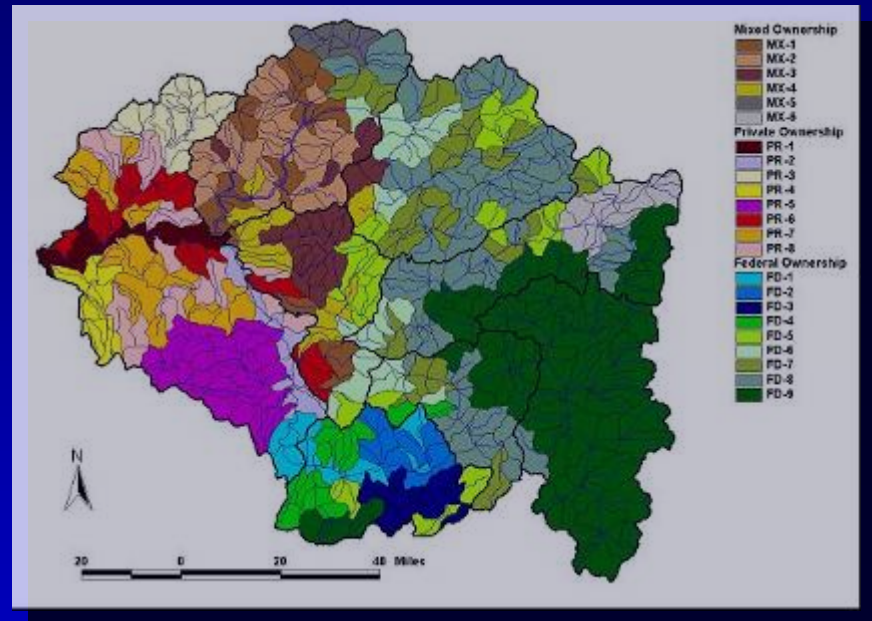 Mixed Ownership
MX-1
MX-2
MX-3
MX-4
MX-5
MX-6
Private Ownership
PR-1
PR-2
PR-3
PR-4
PR-5
PR-6
PR-7
PR-8
Federal Ownership
FD-1
FD-2
FD-3
FD-4
FD-5
FD-6
FD-7
FD-8
FD-9
N
20 0 20 40 Miles